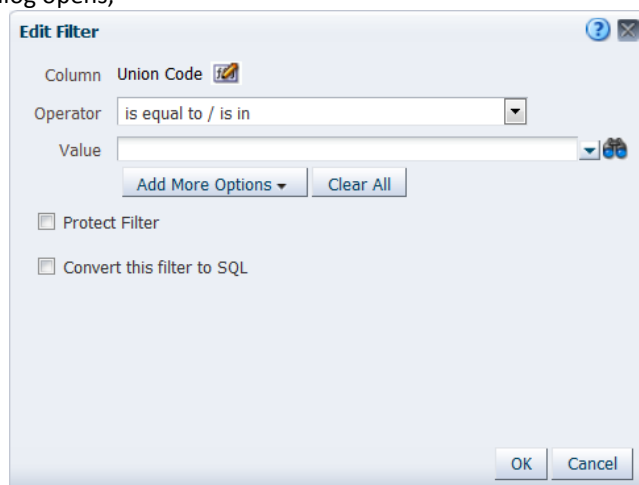 log opens,
Edit Filter
Column Union Code
Operator is equal to / is in
Value
Add More Options Clear All
Protect Filter
Convert this filter to SQL
OK Cancel